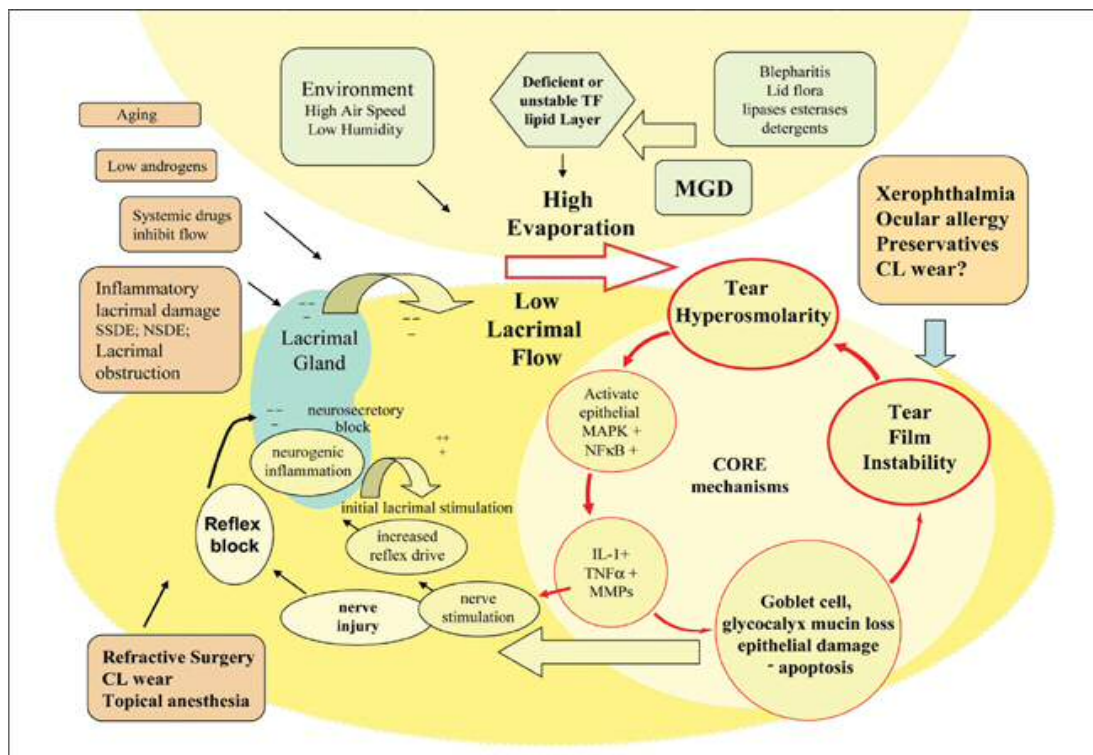 Environment
High Air Speed
Low Humidity
Deficient or
unstable TF
lipid Layer
Blepharitis
Lid flora
lipases esterases
detergents
MGD
Aging
Low androgens
Systemic drugs
inhibit flow
Inflammatory
lacrimal damage
SSDE; NSDE;
Lacrimal
obstruction
High
Evaporation
Xerophthalmia
Ocular allergy
Preservatives
CL wear?
Low
Lacrimal
Flow
Tear
Hyperosmolarity
-- 
-
--
-
Lacrimal
Gland
Activate
epithelial
MAPK +
NFκB +
Tear
Film
Instability
CORE
mechanisms
--
-
neurosecretory
block
neurogenic
inflammation
++
+
initial lacrimal stimulation
Reflex
block
increased
reflex drive
IL-1+
TNFα +
MMPs
nerve
injury
nerve
stimulation
Goblet cell,
glycocalyx mucin loss
epithelial damage
- apoptosis
Refractive Surgery
CL wear
Topical anesthesia